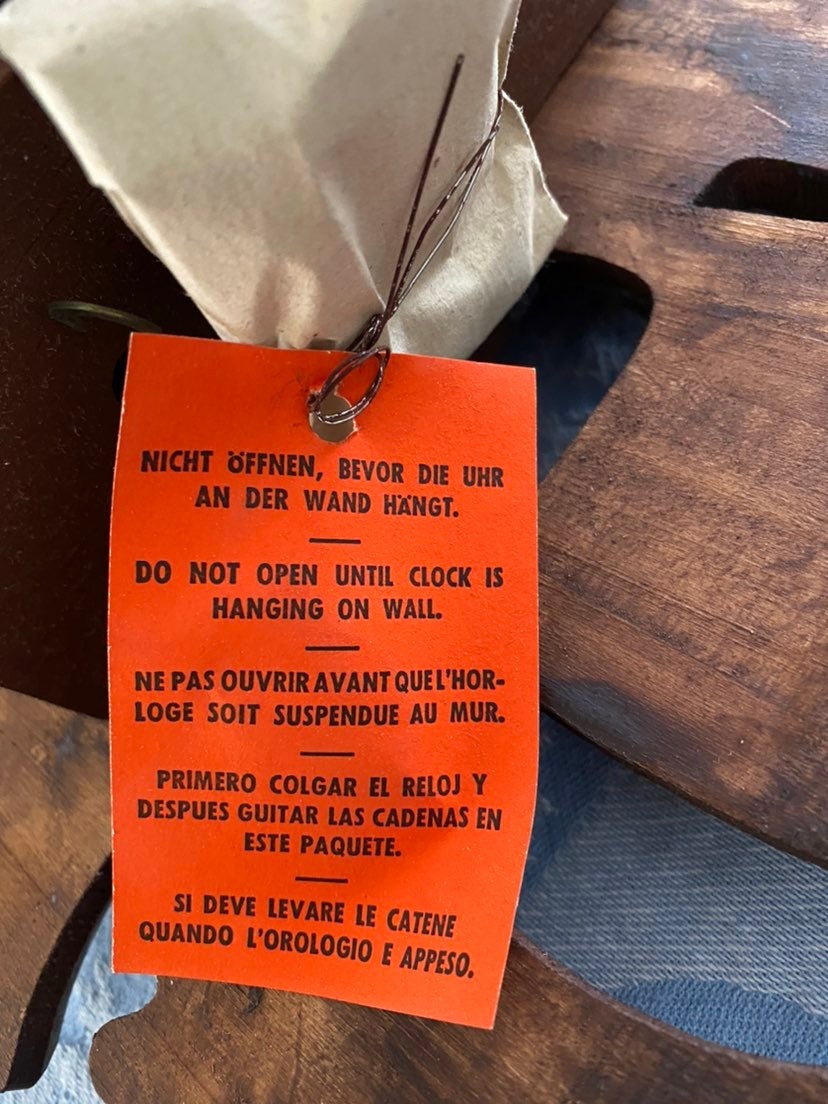 NICHT ÖFFNEN, BEVOR DIE UHR
AN DER WAND HÄNGT.
DO NOT OPEN UNTIL CLOCK IS
HANGING ON WALL.
NE PAS OUVRIR AVANT QUE L'HOR-
LOGE SOIT SUSPENDUE AU MUR.
PRIMERO COLGAR EL RELOJ Y
DESPUES GUITAR LAS CADENAS EN
ESTE PAQUETE.
SI DEVE LEVARE LE CATENE
QUANDO L'OROLOGIO E APPESO.